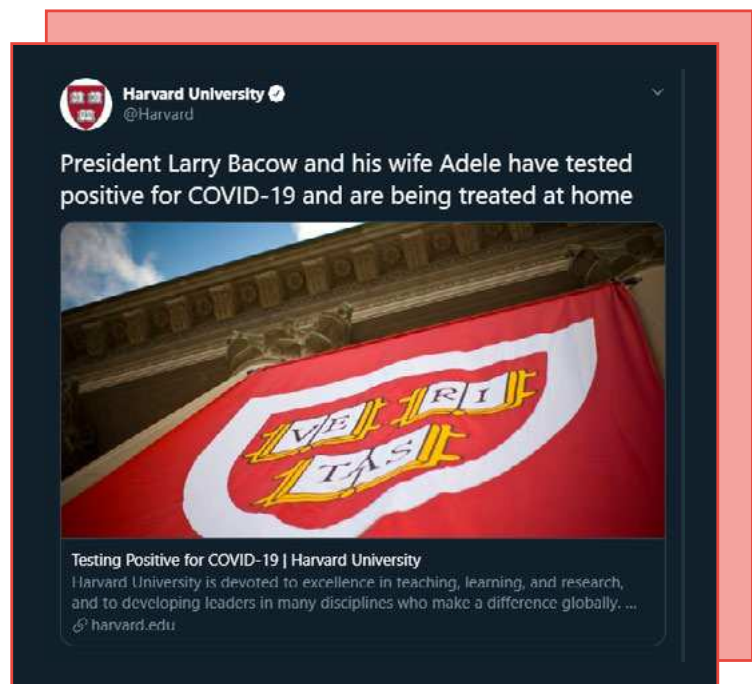 Harvard University
@Harvard
President Larry Bacow and his wife Adele have tested
positive for COVID-19 and are being treated at home
VE RI
TAS
Testing Positive for COVID-19 | Harvard University
Harvard University is devoted to excellence in teaching, learning, and research,
and to developing leaders in many disciplines who make a difference globally. ...
harvard.edu